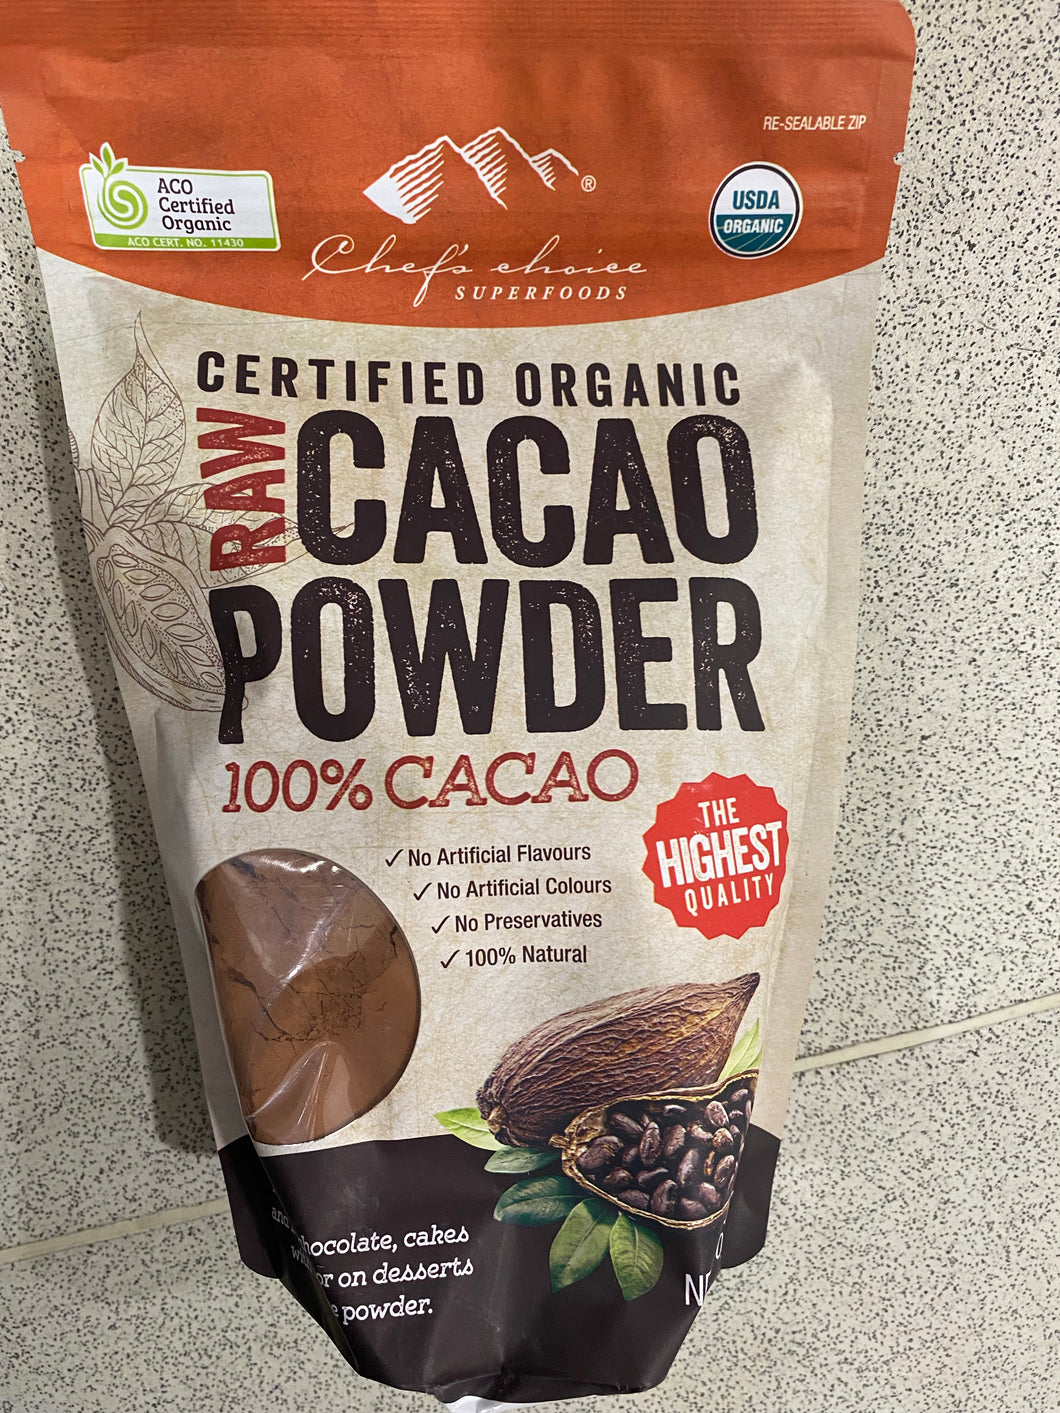 RE-SEALABLE ZIP
ACO
Certified
Organic
ACO CERT. NO. 11430
®
USDA
ORGANIC
Chef's choice
SUPERFOODS
CERTIFIED ORGANIC
RAW
CACAO
POWDER
100% CACAO
✓ No Artificial Flavours
✓ No Artificial Colours
✓ No Preservatives
✓ 100% Natural
THE
HIGHEST
QUALITY
chocolate, cakes
or on desserts
powder.